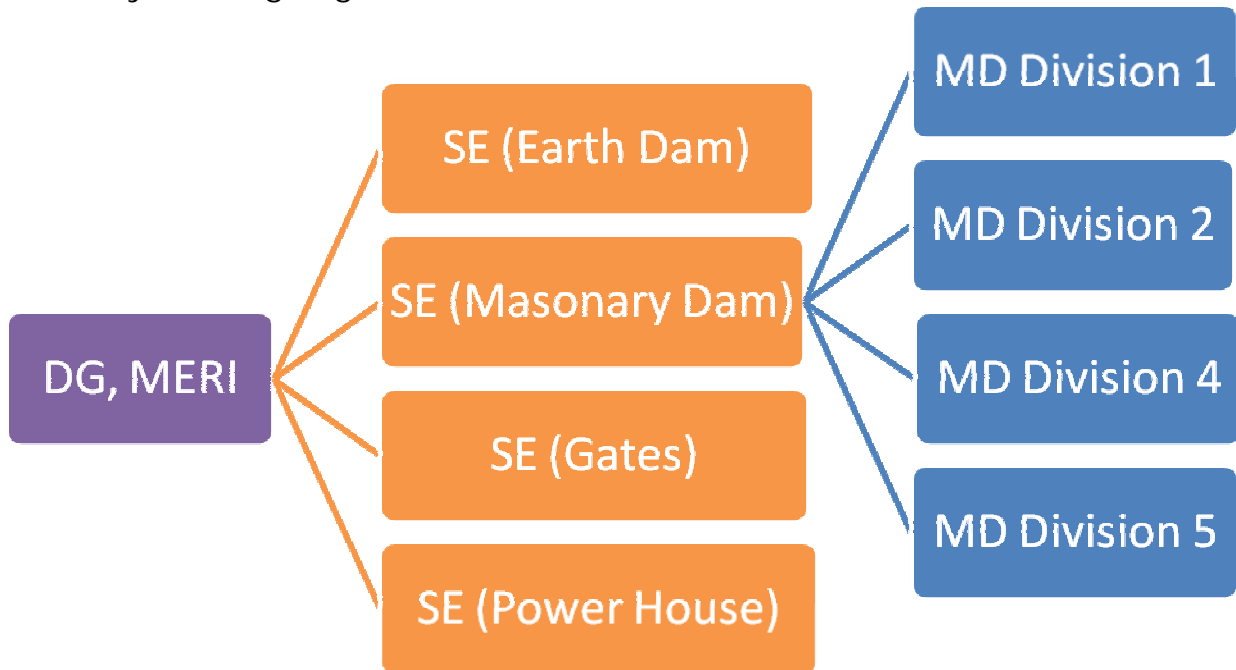 DG, MERI
SE (Earth Dam)
SE (Masonary Dam)
SE (Gates)
SE (Power House)
MD Division 1
MD Division 2
MD Division 4
MD Division 5